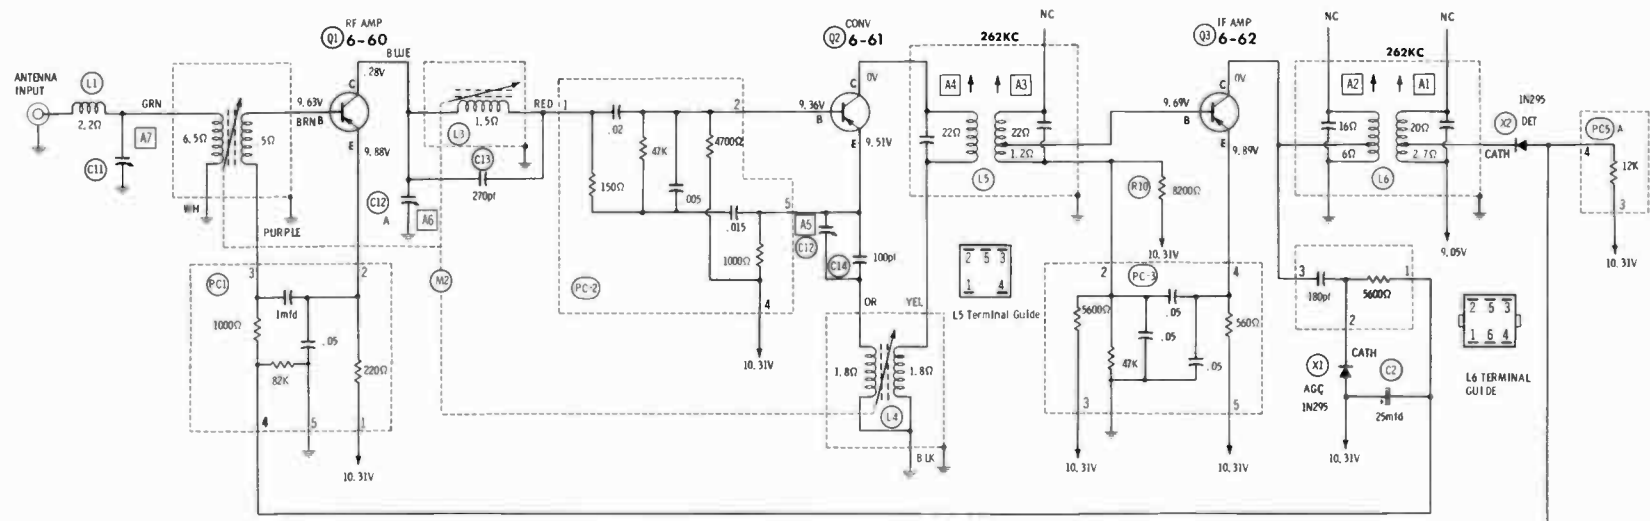 ANTENNA
INPUT
L1
2.2Ω
GRN
A7
C11
6.5Ω
5Ω
WH
PURPLE
RF AMP
Q1 6-60
BLUE
C
.28V
9.63V
BRN B
E
9.88V
C12
A
A6
L3
1.5Ω
RED
C13
270pf
M2
PC1
3
2
1mfd
1000Ω
.05
82K
220Ω
4
5
1
10.31V
1
2
.02
47K
4700Ω
150Ω
.005
5
.015
1000Ω
PC-2
4
10.31V
CONV
Q2 6-61
C
0V
9.36V
B
E
9.51V
A5
C12
C14
100pf
OR
YEL
1.8Ω
1.8Ω
L4
BLK
262KC
NC
A4
A3
22Ω
22Ω
1.2Ω
L5
R10
8200Ω
10.31V
2 5 3
1 4
L5 Terminal Guide
IF AMP
Q3 6-62
C
0V
9.69V
B
E
9.89V
2
PC-3
4
5600Ω
.05
.05
.05
560Ω
47K
3
5
10.31V
10.31V
NC
NC
262KC
A2
A1
16Ω
20Ω
6Ω
2.7Ω
L6
9.05V
1N295
X2 DET
CATH
PC5 A
4
12K
3
10.31V
3
1
180pf
5600Ω
2
CATH
X1
AGC
1N295
C2
25mfd
10.31V
2 5 3
1 6 4
L6 TERMINAL
GUIDE